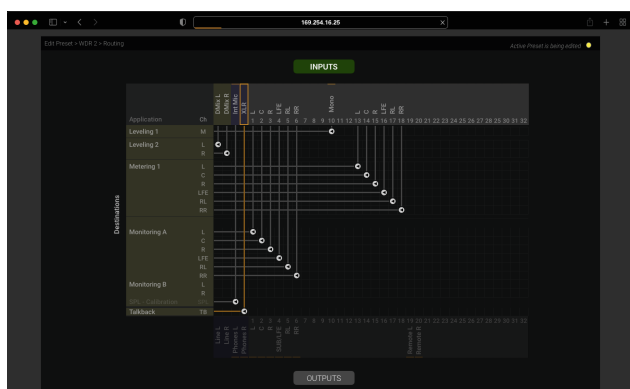 169.254.16.25
Edit Preset > WDR 2 > Routing
Active Preset is being edited
INPUTS
DMix L
DMix R
Int Mic
XLR
L
C
R
LFE
RL
RR
Mono
L
C
R
LFE
RL
RR
Application Ch 1 2 3 4 5 6 7 8 9 10 11 12 13 14 15 16 17 18 19 20 21 22 23 24 25 26 27 28 29 30 31 32
Leveling 1 M
Leveling 2 L
R
Metering 1 L
C
R
LFE
RL
RR
Destinations
Monitoring A L
C
R
LFE
RL
RR
Monitoring B L
R
SPL - Calibration SPL
Talkback TB
1 2 3 4 5 6 7 8 9 10 11 12 13 14 15 16 17 18 19 20 21 22 23 24 25 26 27 28 29 30 31 32
Line L
Line R
Phones L
Phones R
L
C
R
SUB/LFE
RL
RR
Remote L
Remote R
OUTPUTS